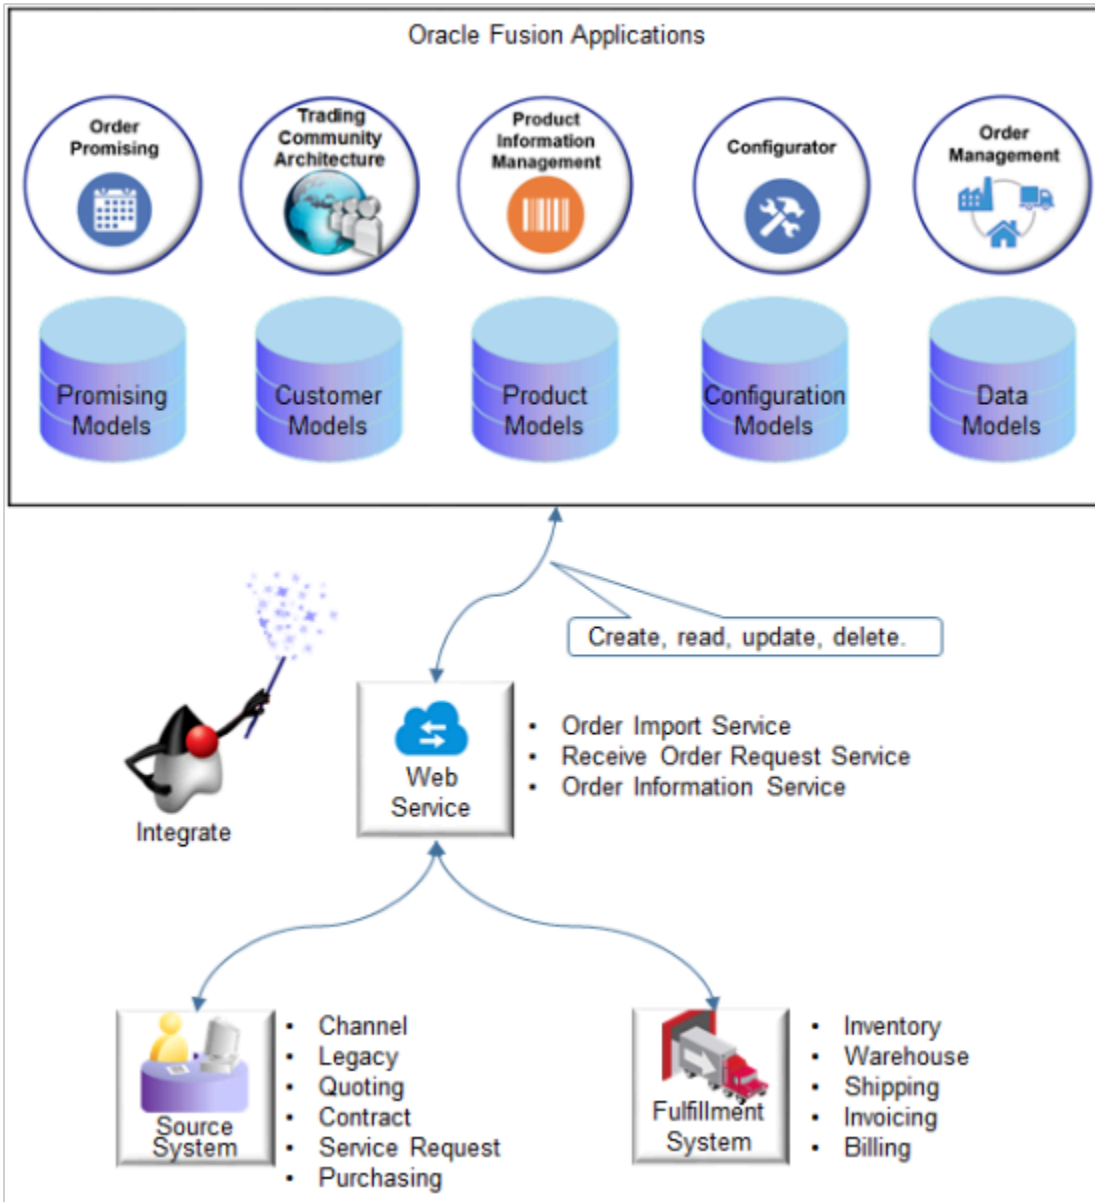 Oracle Fusion Applications
Order
Promising
Trading
Community
Architecture
Product
Information
Management
Configurator
Order
Management
Promising
Models
Customer
Models
Product
Models
Configuration
Models
Data
Models
Create, read, update, delete.
Integrate
Web
Service
• Order Import Service
• Receive Order Request Service
• Order Information Service
Source
System
• Channel
• Legacy
• Quoting
• Contract
• Service Request
• Purchasing
Fulfillment
System
• Inventory
• Warehouse
• Shipping
• Invoicing
• Billing